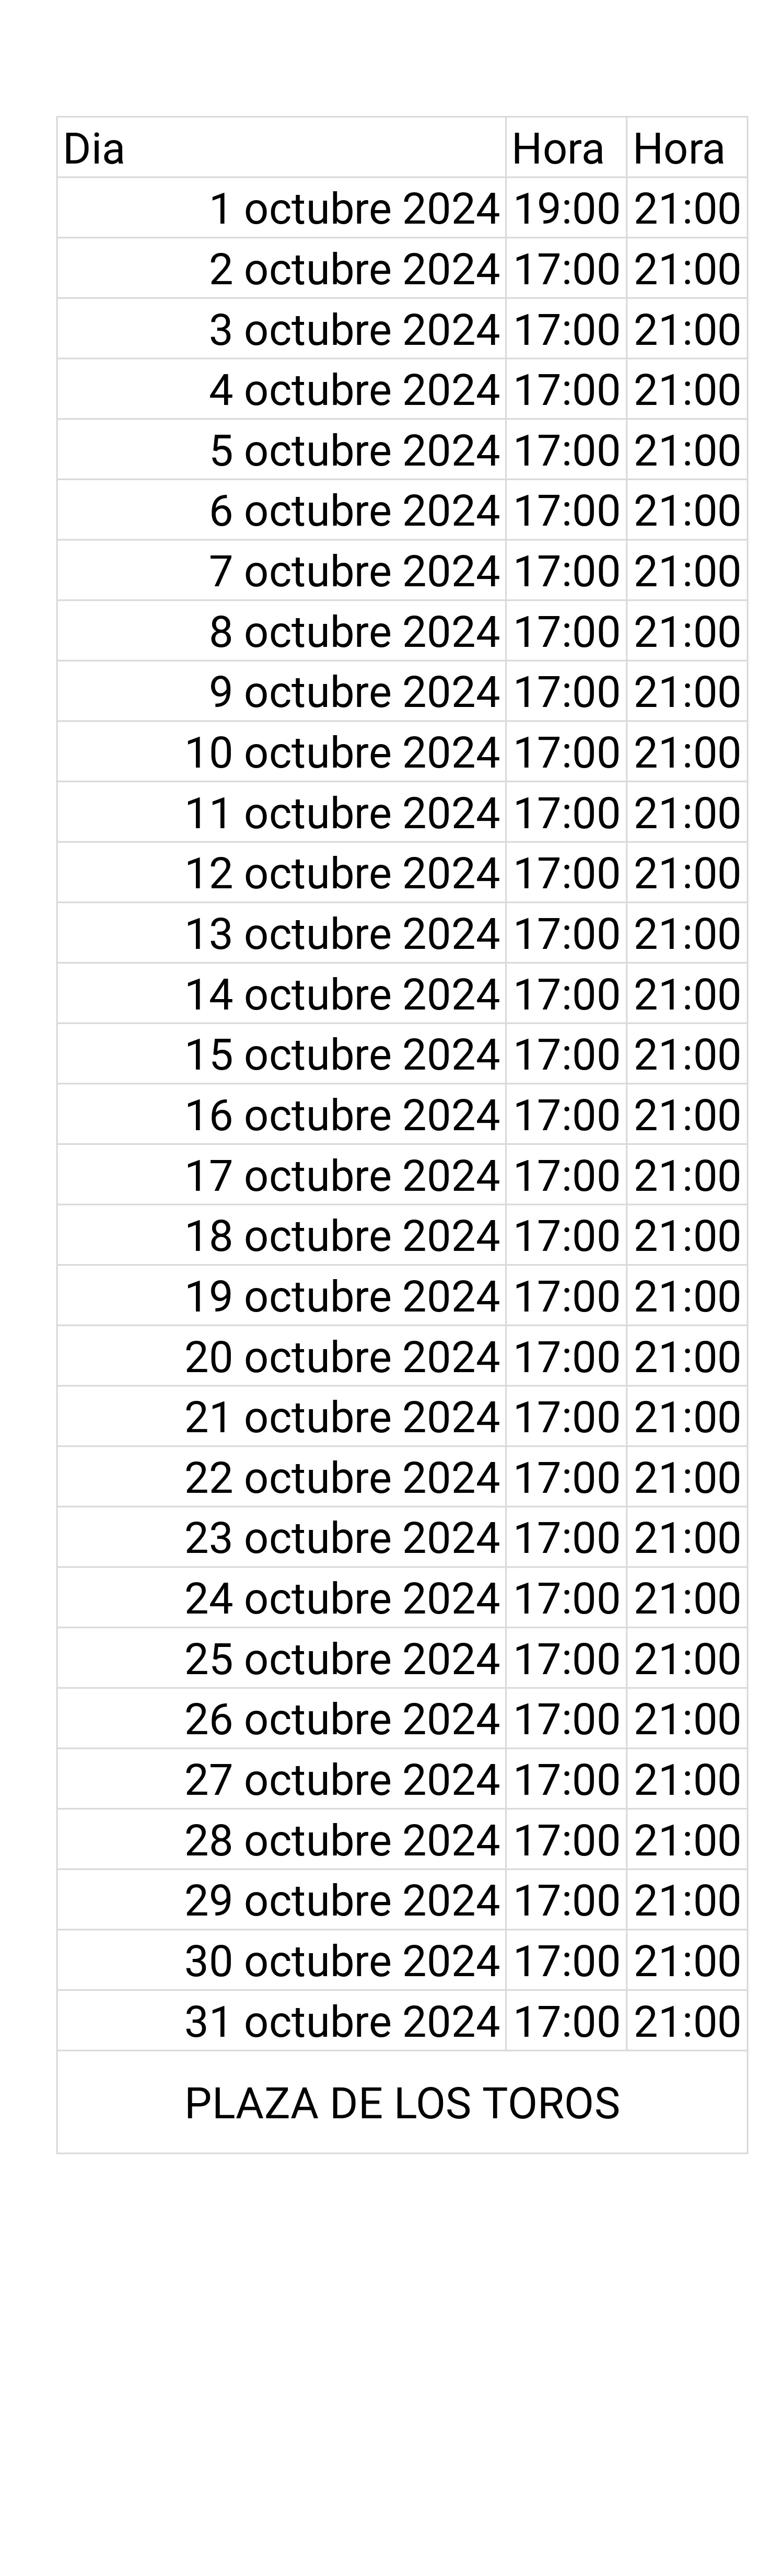 Dia Hora Hora
1 octubre 2024 19:00 21:00
2 octubre 2024 17:00 21:00
3 octubre 2024 17:00 21:00
4 octubre 2024 17:00 21:00
5 octubre 2024 17:00 21:00
6 octubre 2024 17:00 21:00
7 octubre 2024 17:00 21:00
8 octubre 2024 17:00 21:00
9 octubre 2024 17:00 21:00
10 octubre 2024 17:00 21:00
11 octubre 2024 17:00 21:00
12 octubre 2024 17:00 21:00
13 octubre 2024 17:00 21:00
14 octubre 2024 17:00 21:00
15 octubre 2024 17:00 21:00
16 octubre 2024 17:00 21:00
17 octubre 2024 17:00 21:00
18 octubre 2024 17:00 21:00
19 octubre 2024 17:00 21:00
20 octubre 2024 17:00 21:00
21 octubre 2024 17:00 21:00
22 octubre 2024 17:00 21:00
23 octubre 2024 17:00 21:00
24 octubre 2024 17:00 21:00
25 octubre 2024 17:00 21:00
26 octubre 2024 17:00 21:00
27 octubre 2024 17:00 21:00
28 octubre 2024 17:00 21:00
29 octubre 2024 17:00 21:00
30 octubre 2024 17:00 21:00
31 octubre 2024 17:00 21:00
PLAZA DE LOS TOROS